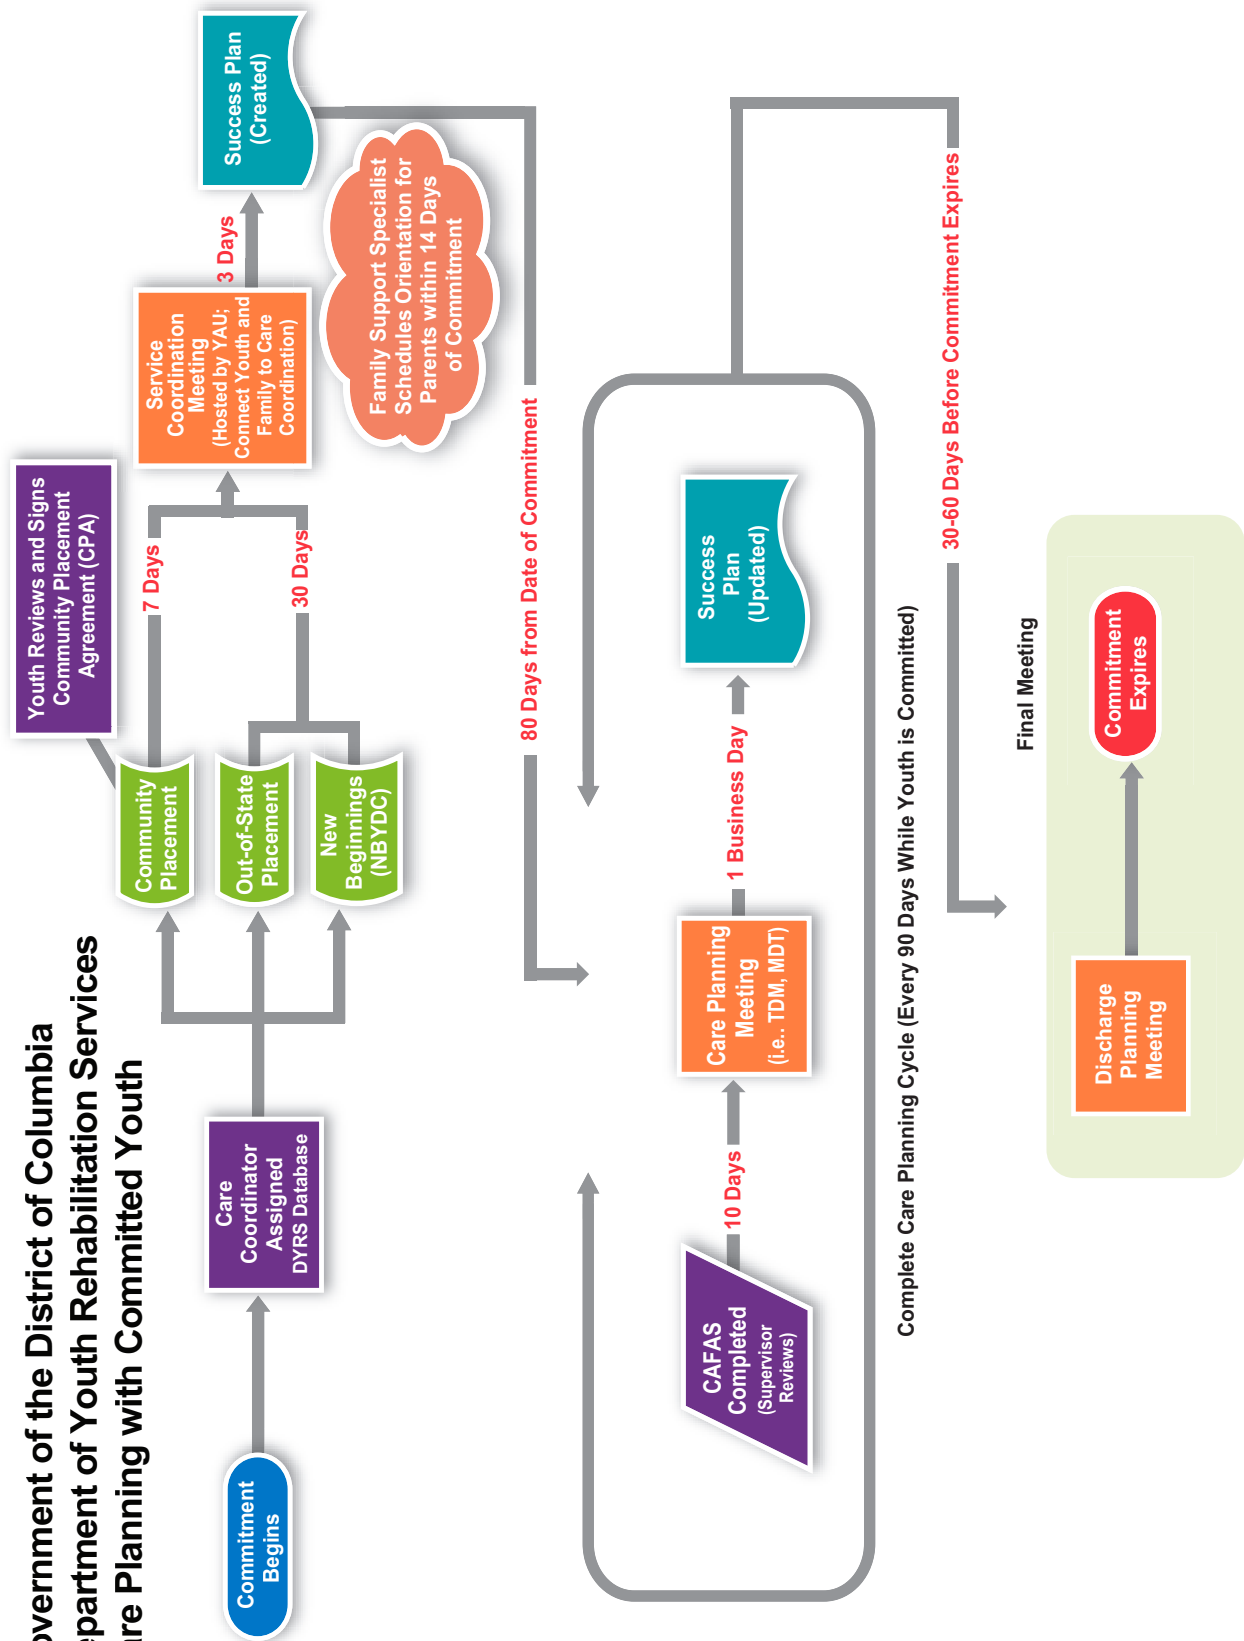 overnment of the District of Columbia
epartment of Youth Rehabilitation Services
are Planning with Committed Youth
Commitment
Begins
Care
Coordinator
Assigned
DYRS Database
Community
Placement
Out-of-State
Placement
New
Beginnings
(NBYDC)
Youth Reviews and Signs
Community Placement
Agreement (CPA)
7 Days
30 Days
Service
Coordination
Meeting
(Hosted by YAU;
Connect Youth and
Family to Care
Coordination)
3 Days
Success Plan
(Created)
Family Support Specialist
Schedules Orientation for
Parents within 14 Days
of Commitment
80 Days from Date of Commitment
CAFAS
Completed
(Supervisor
Reviews)
10 Days
Care Planning
Meeting
(i.e.. TDM, MDT)
1 Business Day
Success
Plan
(Updated)
Complete Care Planning Cycle (Every 90 Days While Youth is Committed)
30-60 Days Before Commitment Expires
Final Meeting
Discharge
Planning
Meeting
Commitment
Expires